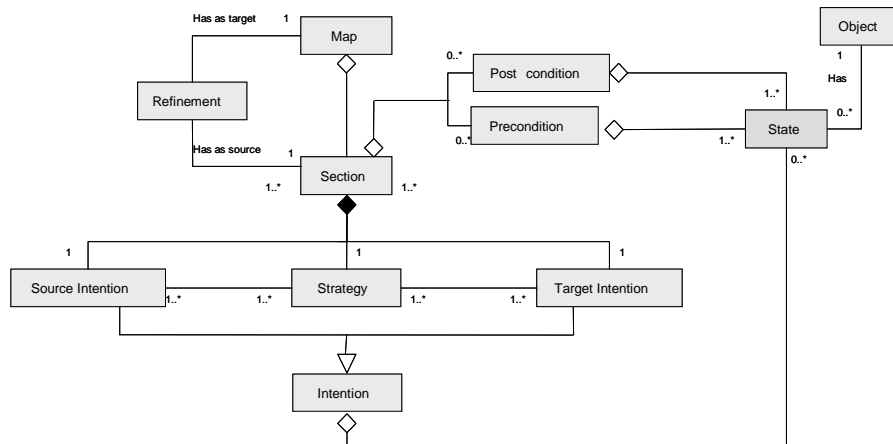 Has as target
1
Map
Object
1
Has
0..*
Post condition
1..*
Refinement
Precondition
0..*
1..*
State
0..*
0..*
Has as source
1
Section
1..*
1..*
1
1
1
Source Intention
Strategy
Target Intention
1..*
1..*
1..*
1..*
Intention